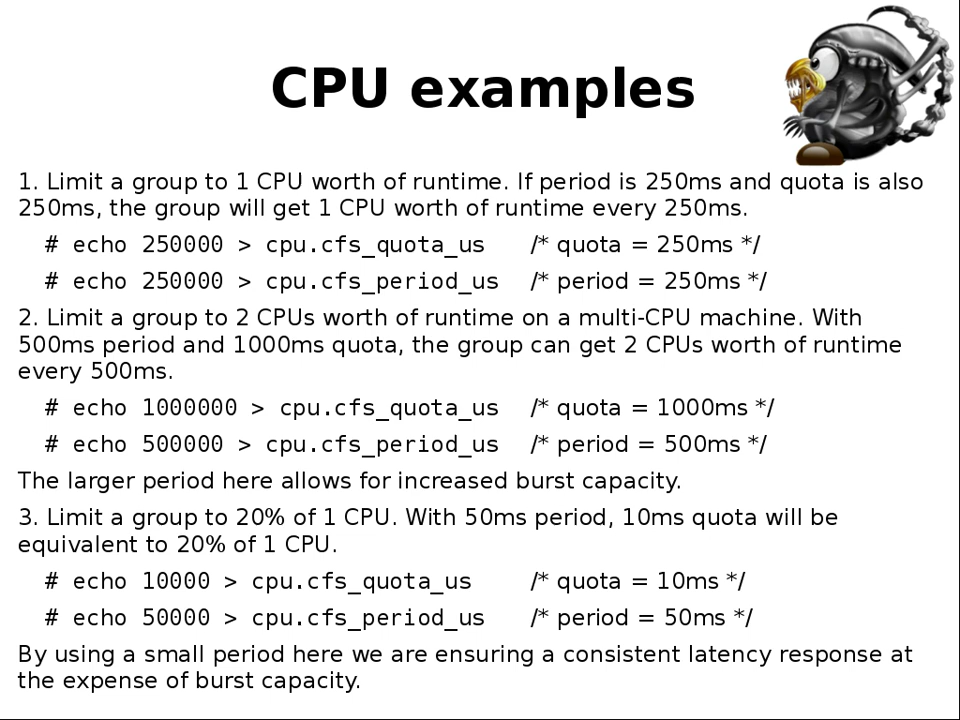 CPU examples
1. Limit a group to 1 CPU worth of runtime. If period is 250ms and quota is also
250ms, the group will get 1 CPU worth of runtime every 250ms.
# echo 250000 > cpu.cfs_quota_us /* quota = 250ms */
# echo 250000 > cpu.cfs_period_us /* period = 250ms */
2. Limit a group to 2 CPUs worth of runtime on a multi-CPU machine. With
500ms period and 1000ms quota, the group can get 2 CPUs worth of runtime
every 500ms.
# echo 1000000 > cpu.cfs_quota_us /* quota = 1000ms */
# echo 500000 > cpu.cfs_period_us /* period = 500ms */
The larger period here allows for increased burst capacity.
3. Limit a group to 20% of 1 CPU. With 50ms period, 10ms quota will be
equivalent to 20% of 1 CPU.
# echo 10000 > cpu.cfs_quota_us /* quota = 10ms */
# echo 50000 > cpu.cfs_period_us /* period = 50ms */
By using a small period here we are ensuring a consistent latency response at
the expense of burst capacity.